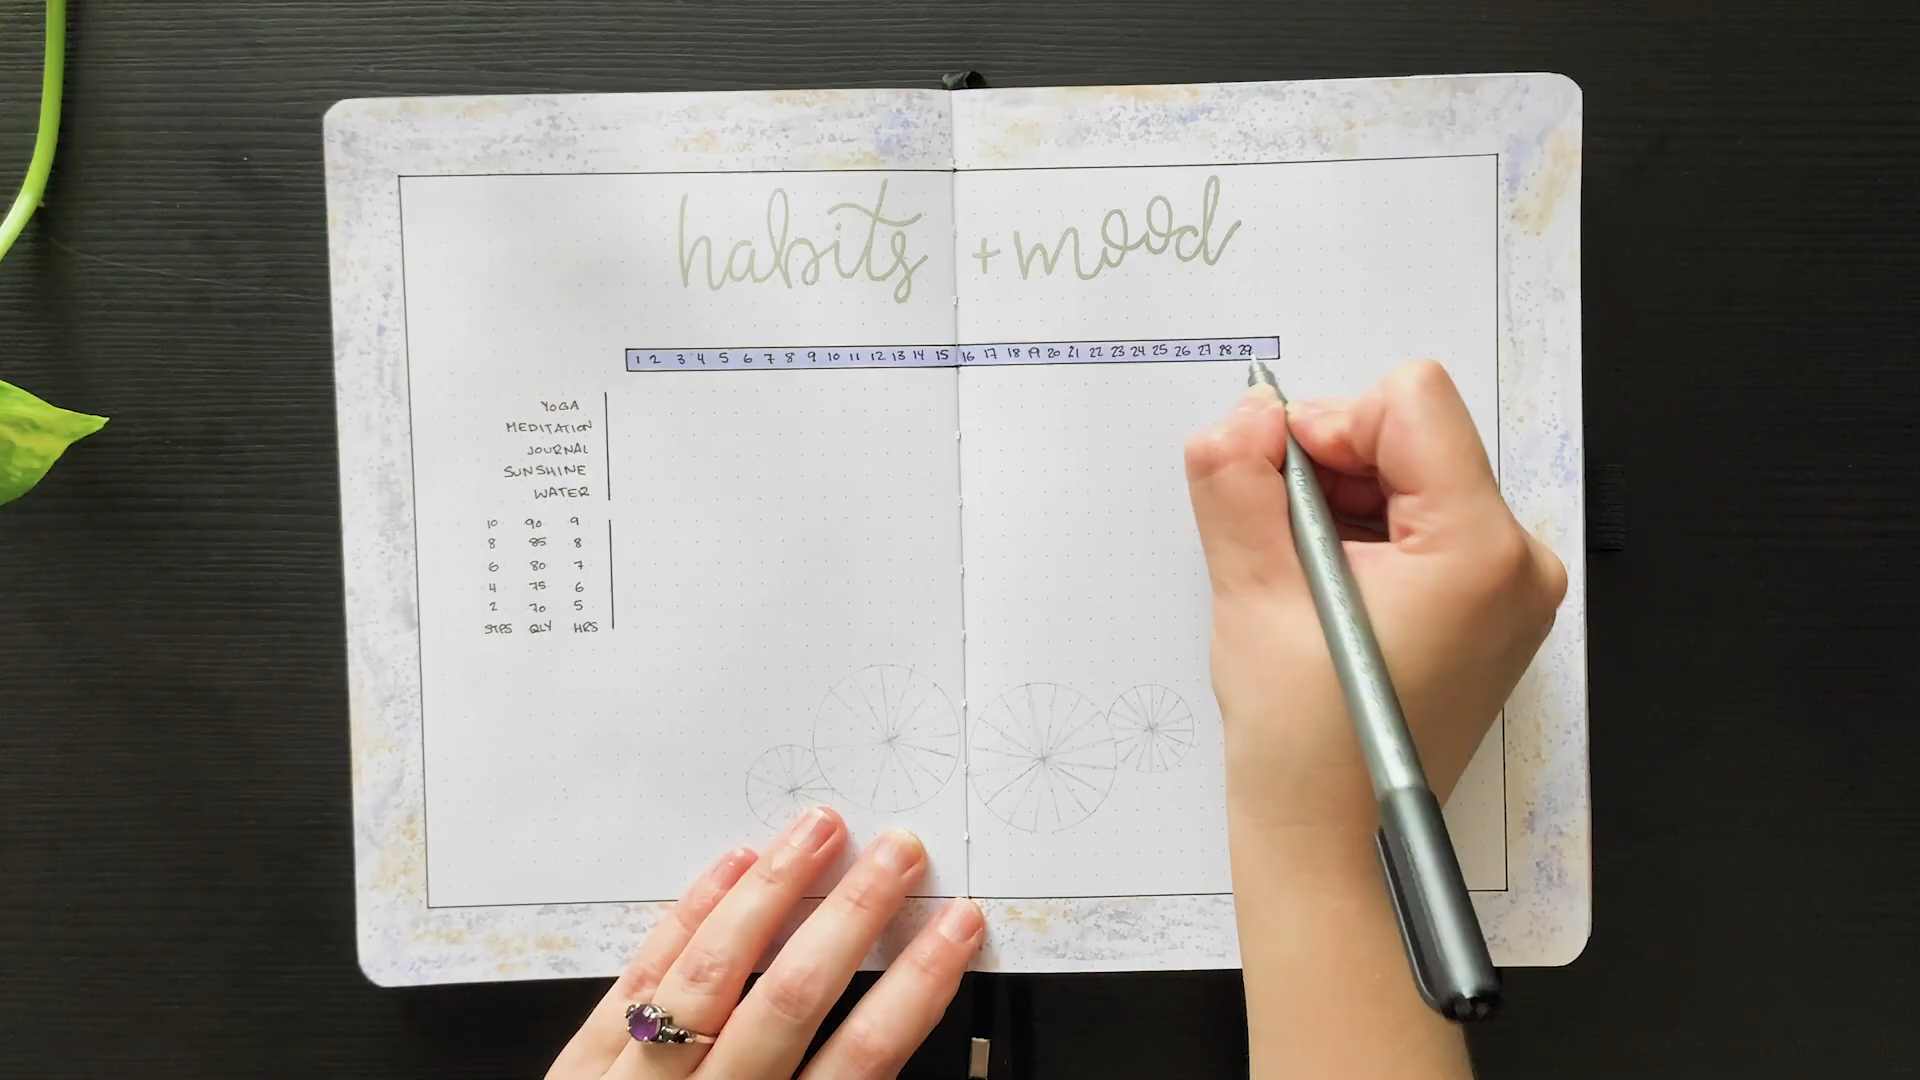 habits + mood
1 2 3 4 5 6 7 8 9 10 11 12 13 14 15 16 17 18 19 20 21 22 23 24 25 26 27 28 29
YOGA
MEDITATION
JOURNAL
SUNSHINE
WATER
10 90 9
8 85 8
6 80 7
4 75 6
2 70 5
STPS QLY HRS